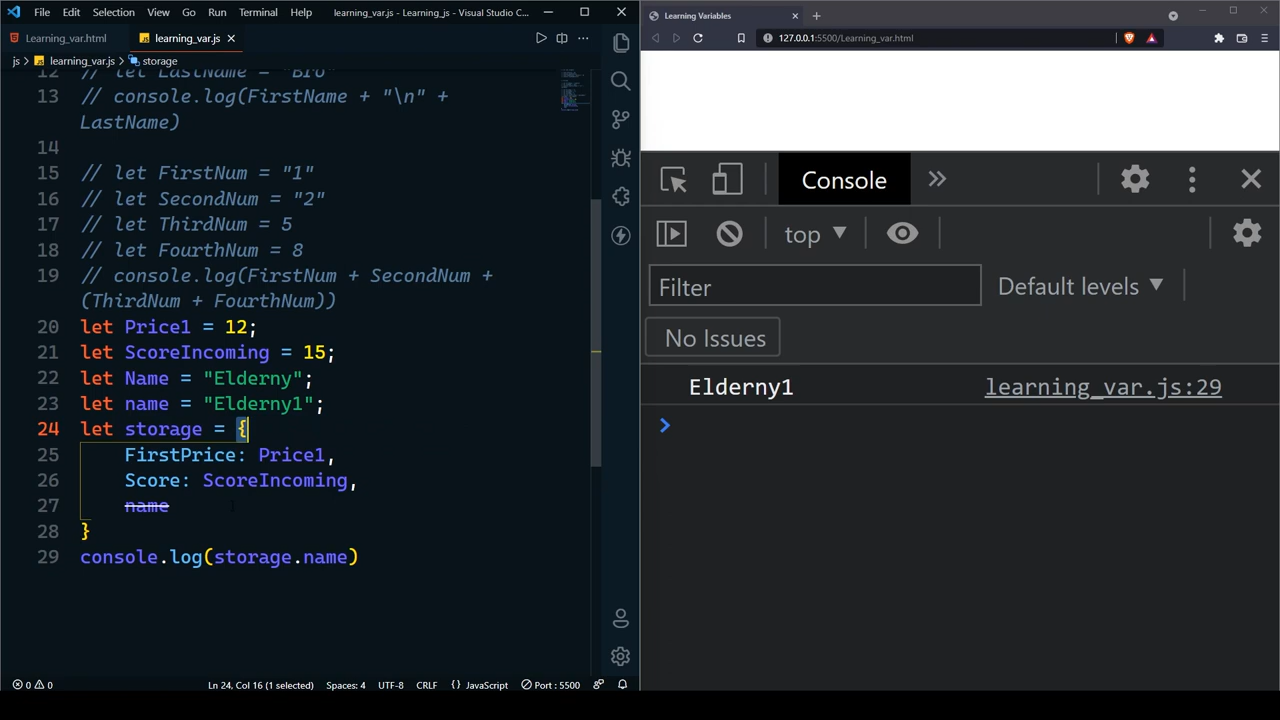 File Edit Selection View Go Run Terminal Help learning_var.js - Learning_js - Visual Studio C...
Learning_var.html learning_var.js
js > learning_var.js > storage
12 // let LastName = "Bro"
13 // console.log(FirstName + "\n" +
LastName)
14
15 // let FirstNum = "1"
16 // let SecondNum = "2"
17 // let ThirdNum = 5
18 // let FourthNum = 8
19 // console.log(FirstNum + SecondNum +
(ThirdNum + FourthNum))
20 let Price1 = 12;
21 let ScoreIncoming = 15;
22 let Name = "Elderny";
23 let name = "Elderny1";
24 let storage = {
25 FirstPrice: Price1,
26 Score: ScoreIncoming,
27 name
28 }
29 console.log(storage.name)
0 0 Ln 24, Col 16 (1 selected) Spaces: 4 UTF-8 CRLF {} JavaScript Port : 5500
Learning Variables
127.0.0.1:5500/Learning_var.html
Console
top
Filter Default levels
No Issues
Elderny1 learning_var.js:29